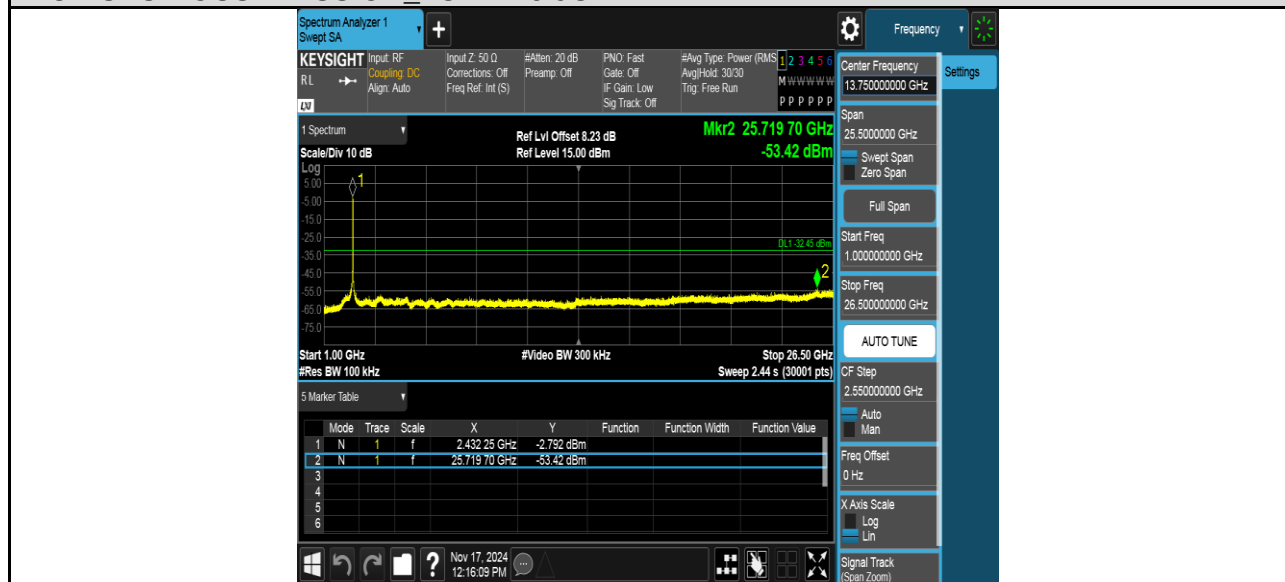 Spectrum Analyzer 1
Swept SA
+
Frequency
KEYSIGHT
RL
LXI
Input: RF
Coupling: DC
Align: Auto
Input Z: 50 Ω
Corrections: Off
Freq Ref: Int (S)
#Atten: 20 dB
Preamp: Off
PNO: Fast
Gate: Off
IF Gain: Low
Sig Track: Off
#Avg Type: Power (RMS
Avg|Hold: 30/30
Trig: Free Run
1 2 3 4 5 6
M W W W W W
P P P P P P
1 Spectrum
Scale/Div 10 dB
Ref Lvl Offset 8.23 dB
Ref Level 15.00 dBm
Mkr2 25.719 70 GHz
-53.42 dBm
Log
5.00
-5.00
-15.0
-25.0
-35.0
-45.0
-55.0
-65.0
-75.0
1
DL1 -32.45 dBm
2
Start 1.00 GHz
#Video BW 300 kHz
Stop 26.50 GHz
#Res BW 100 kHz
Sweep 2.44 s (30001 pts)
5 Marker Table
Mode Trace Scale X Y Function Function Width Function Value
1 N 1 f 2.432 25 GHz -2.792 dBm
2 N 1 f 25.719 70 GHz -53.42 dBm
3
4
5
6
?
Nov 17, 2024
12:16:09 PM
Center Frequency
13.750000000 GHz
Span
25.5000000 GHz
Swept Span
Zero Span
Full Span
Start Freq
1.000000000 GHz
Stop Freq
26.500000000 GHz
AUTO TUNE
CF Step
2.550000000 GHz
Auto
Man
Freq Offset
0 Hz
X Axis Scale
Log
Lin
Signal Track
(Span Zoom)
Settings